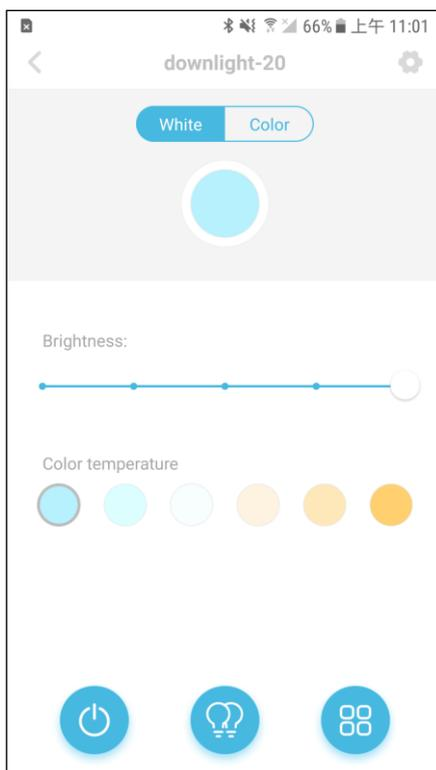 66% 上午 11:01
downlight-20
White Color
Brightness:
Color temperature